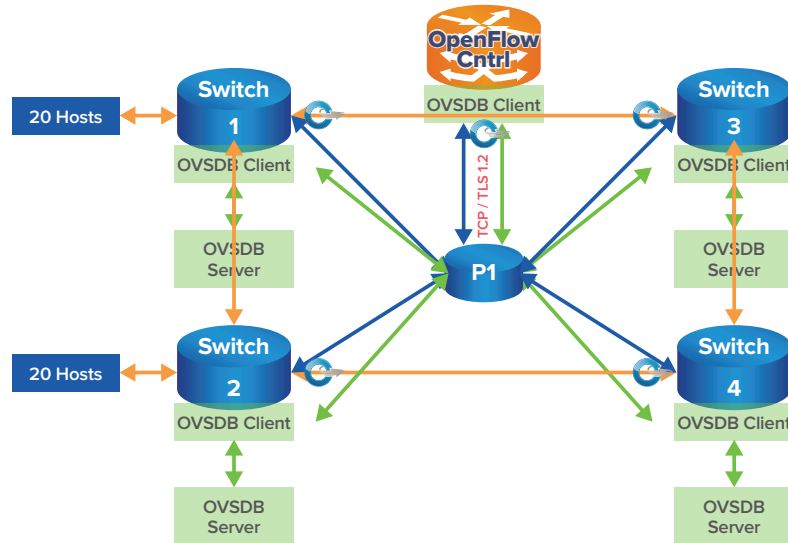 OpenFlow
Cntrl
OVSDB Client
Switch
1
OVSDB Client
20 Hosts
OVSDB
Server
Switch
3
OVSDB Client
OVSDB
Server
TCP / TLS 1.2
P1
Switch
2
OVSDB Client
20 Hosts
OVSDB
Server
Switch
4
OVSDB Client
OVSDB
Server